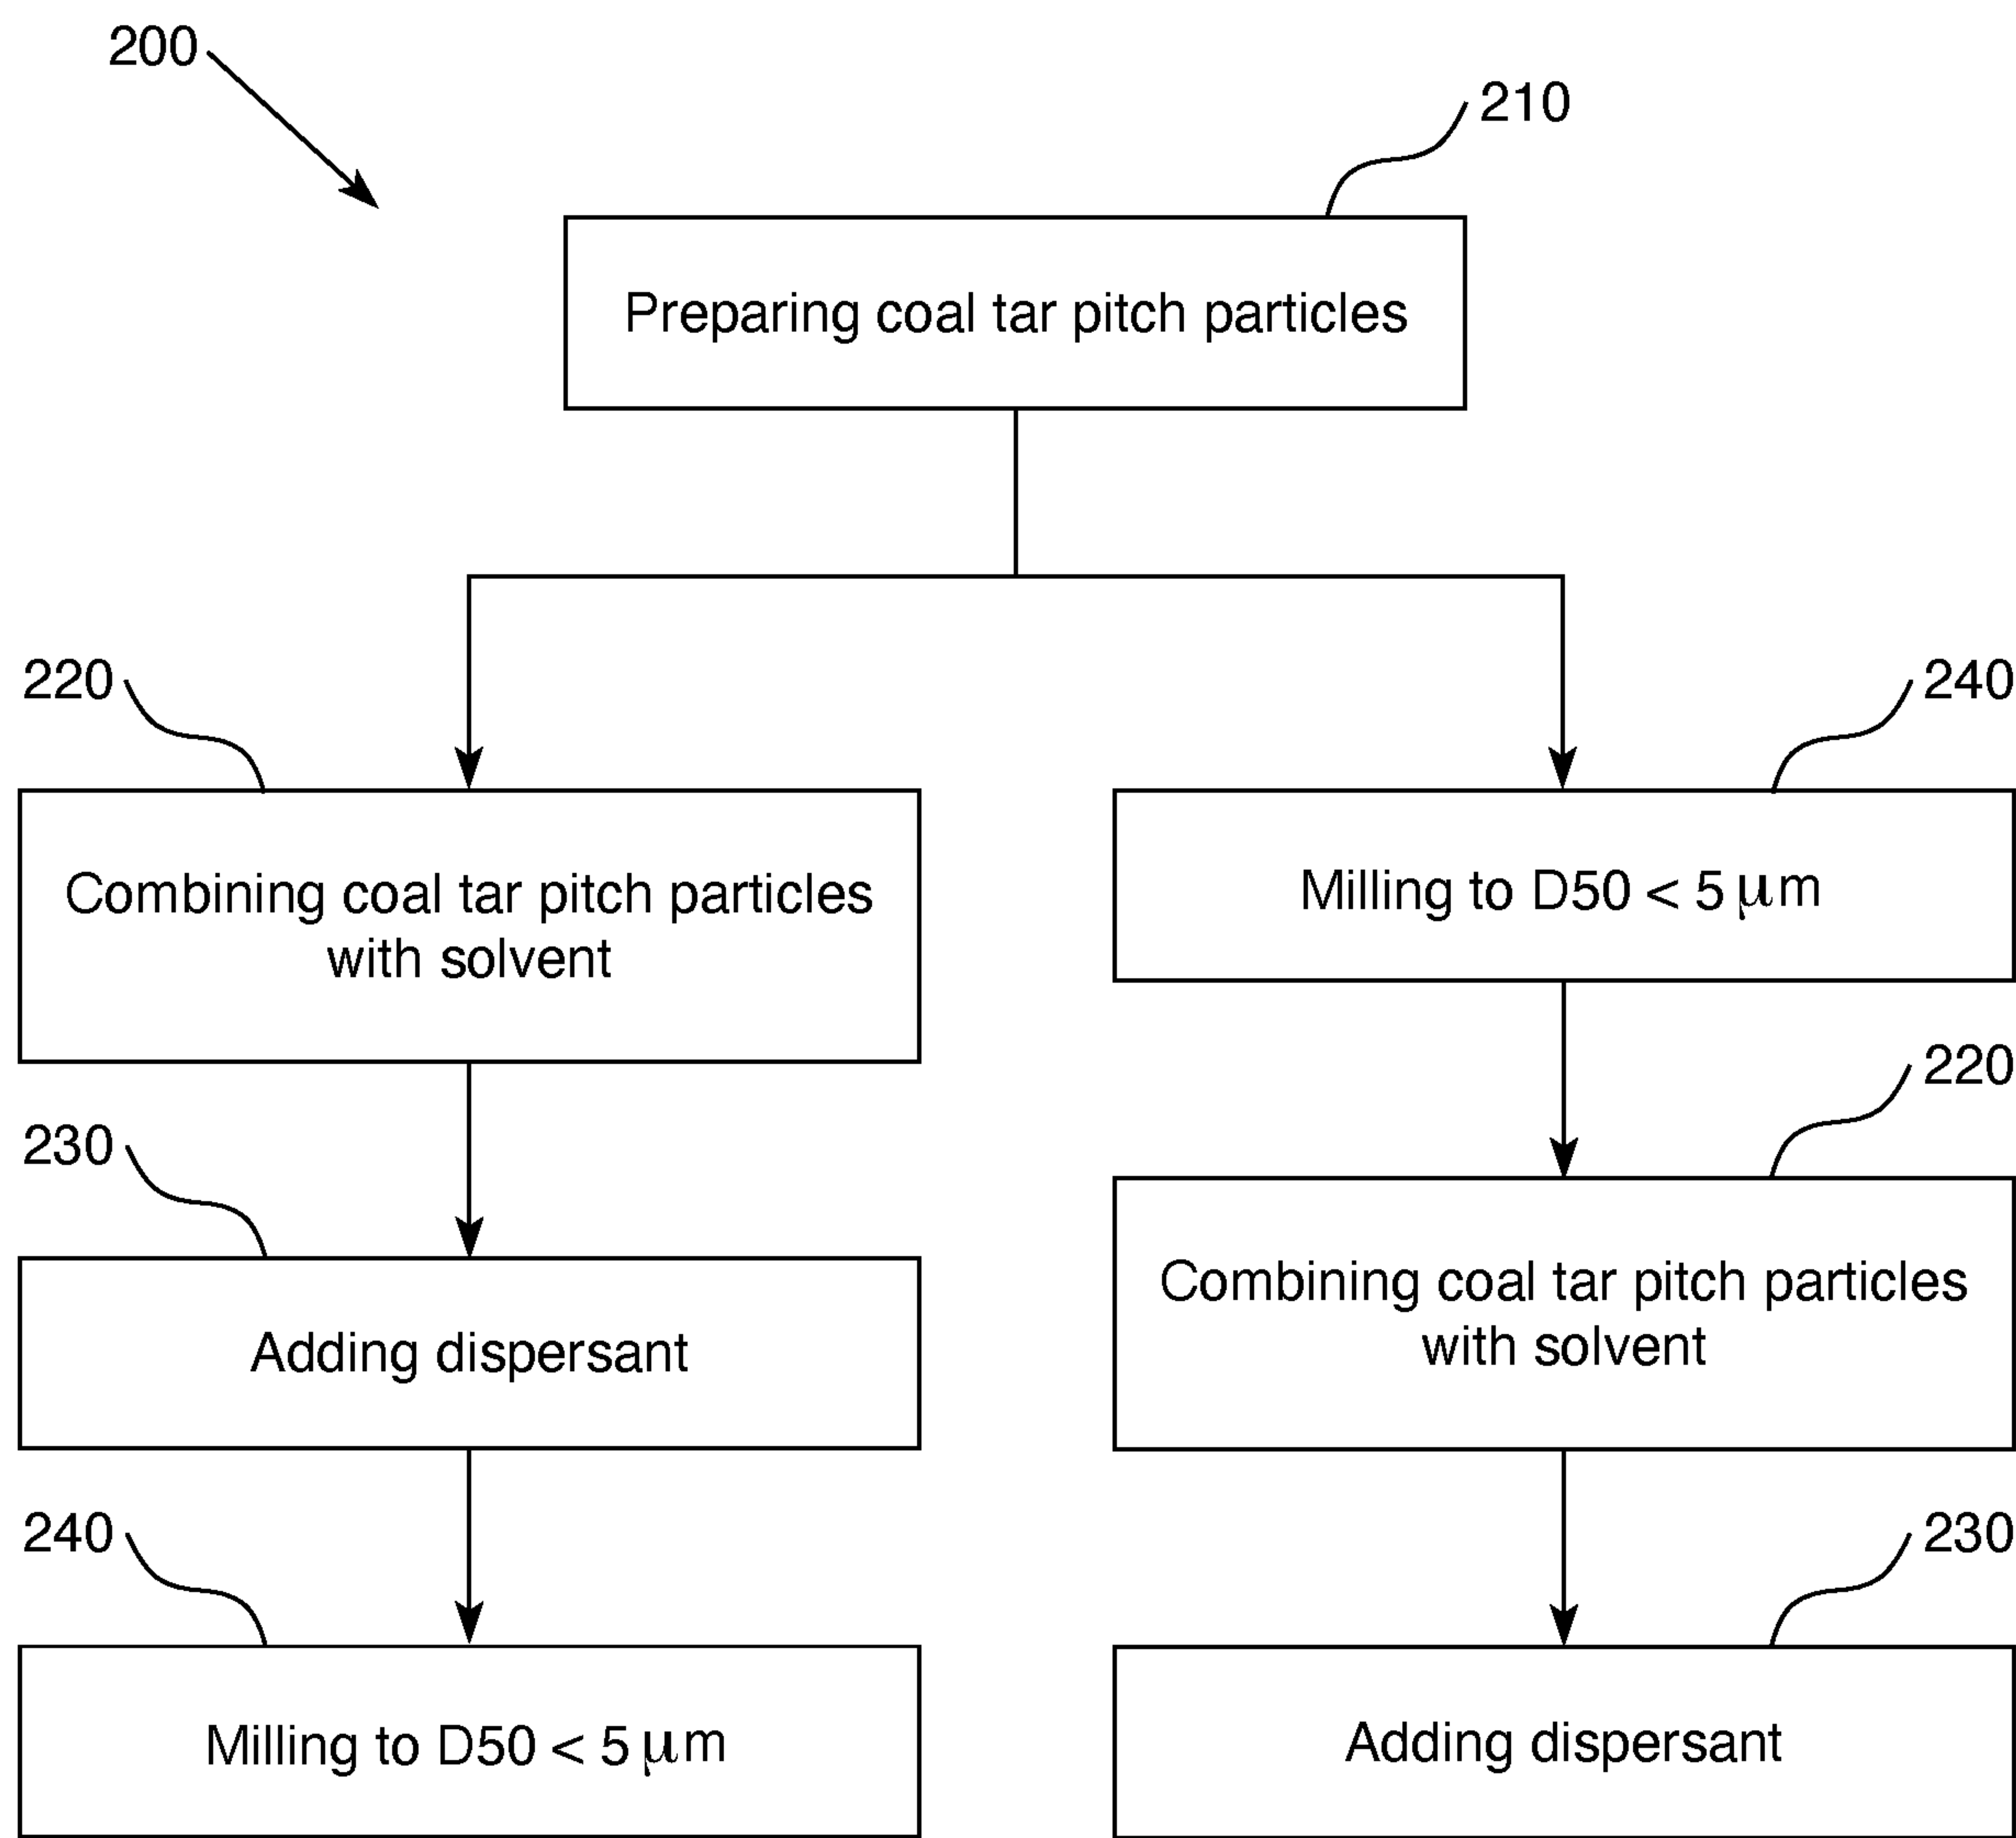 200
210
Preparing coal tar pitch particles
220
Combining coal tar pitch particles
with solvent
230
Adding dispersant
240
Milling to D50 < 5 μm
240
Milling to D50 < 5 μm
220
Combining coal tar pitch particles
with solvent
230
Adding dispersant